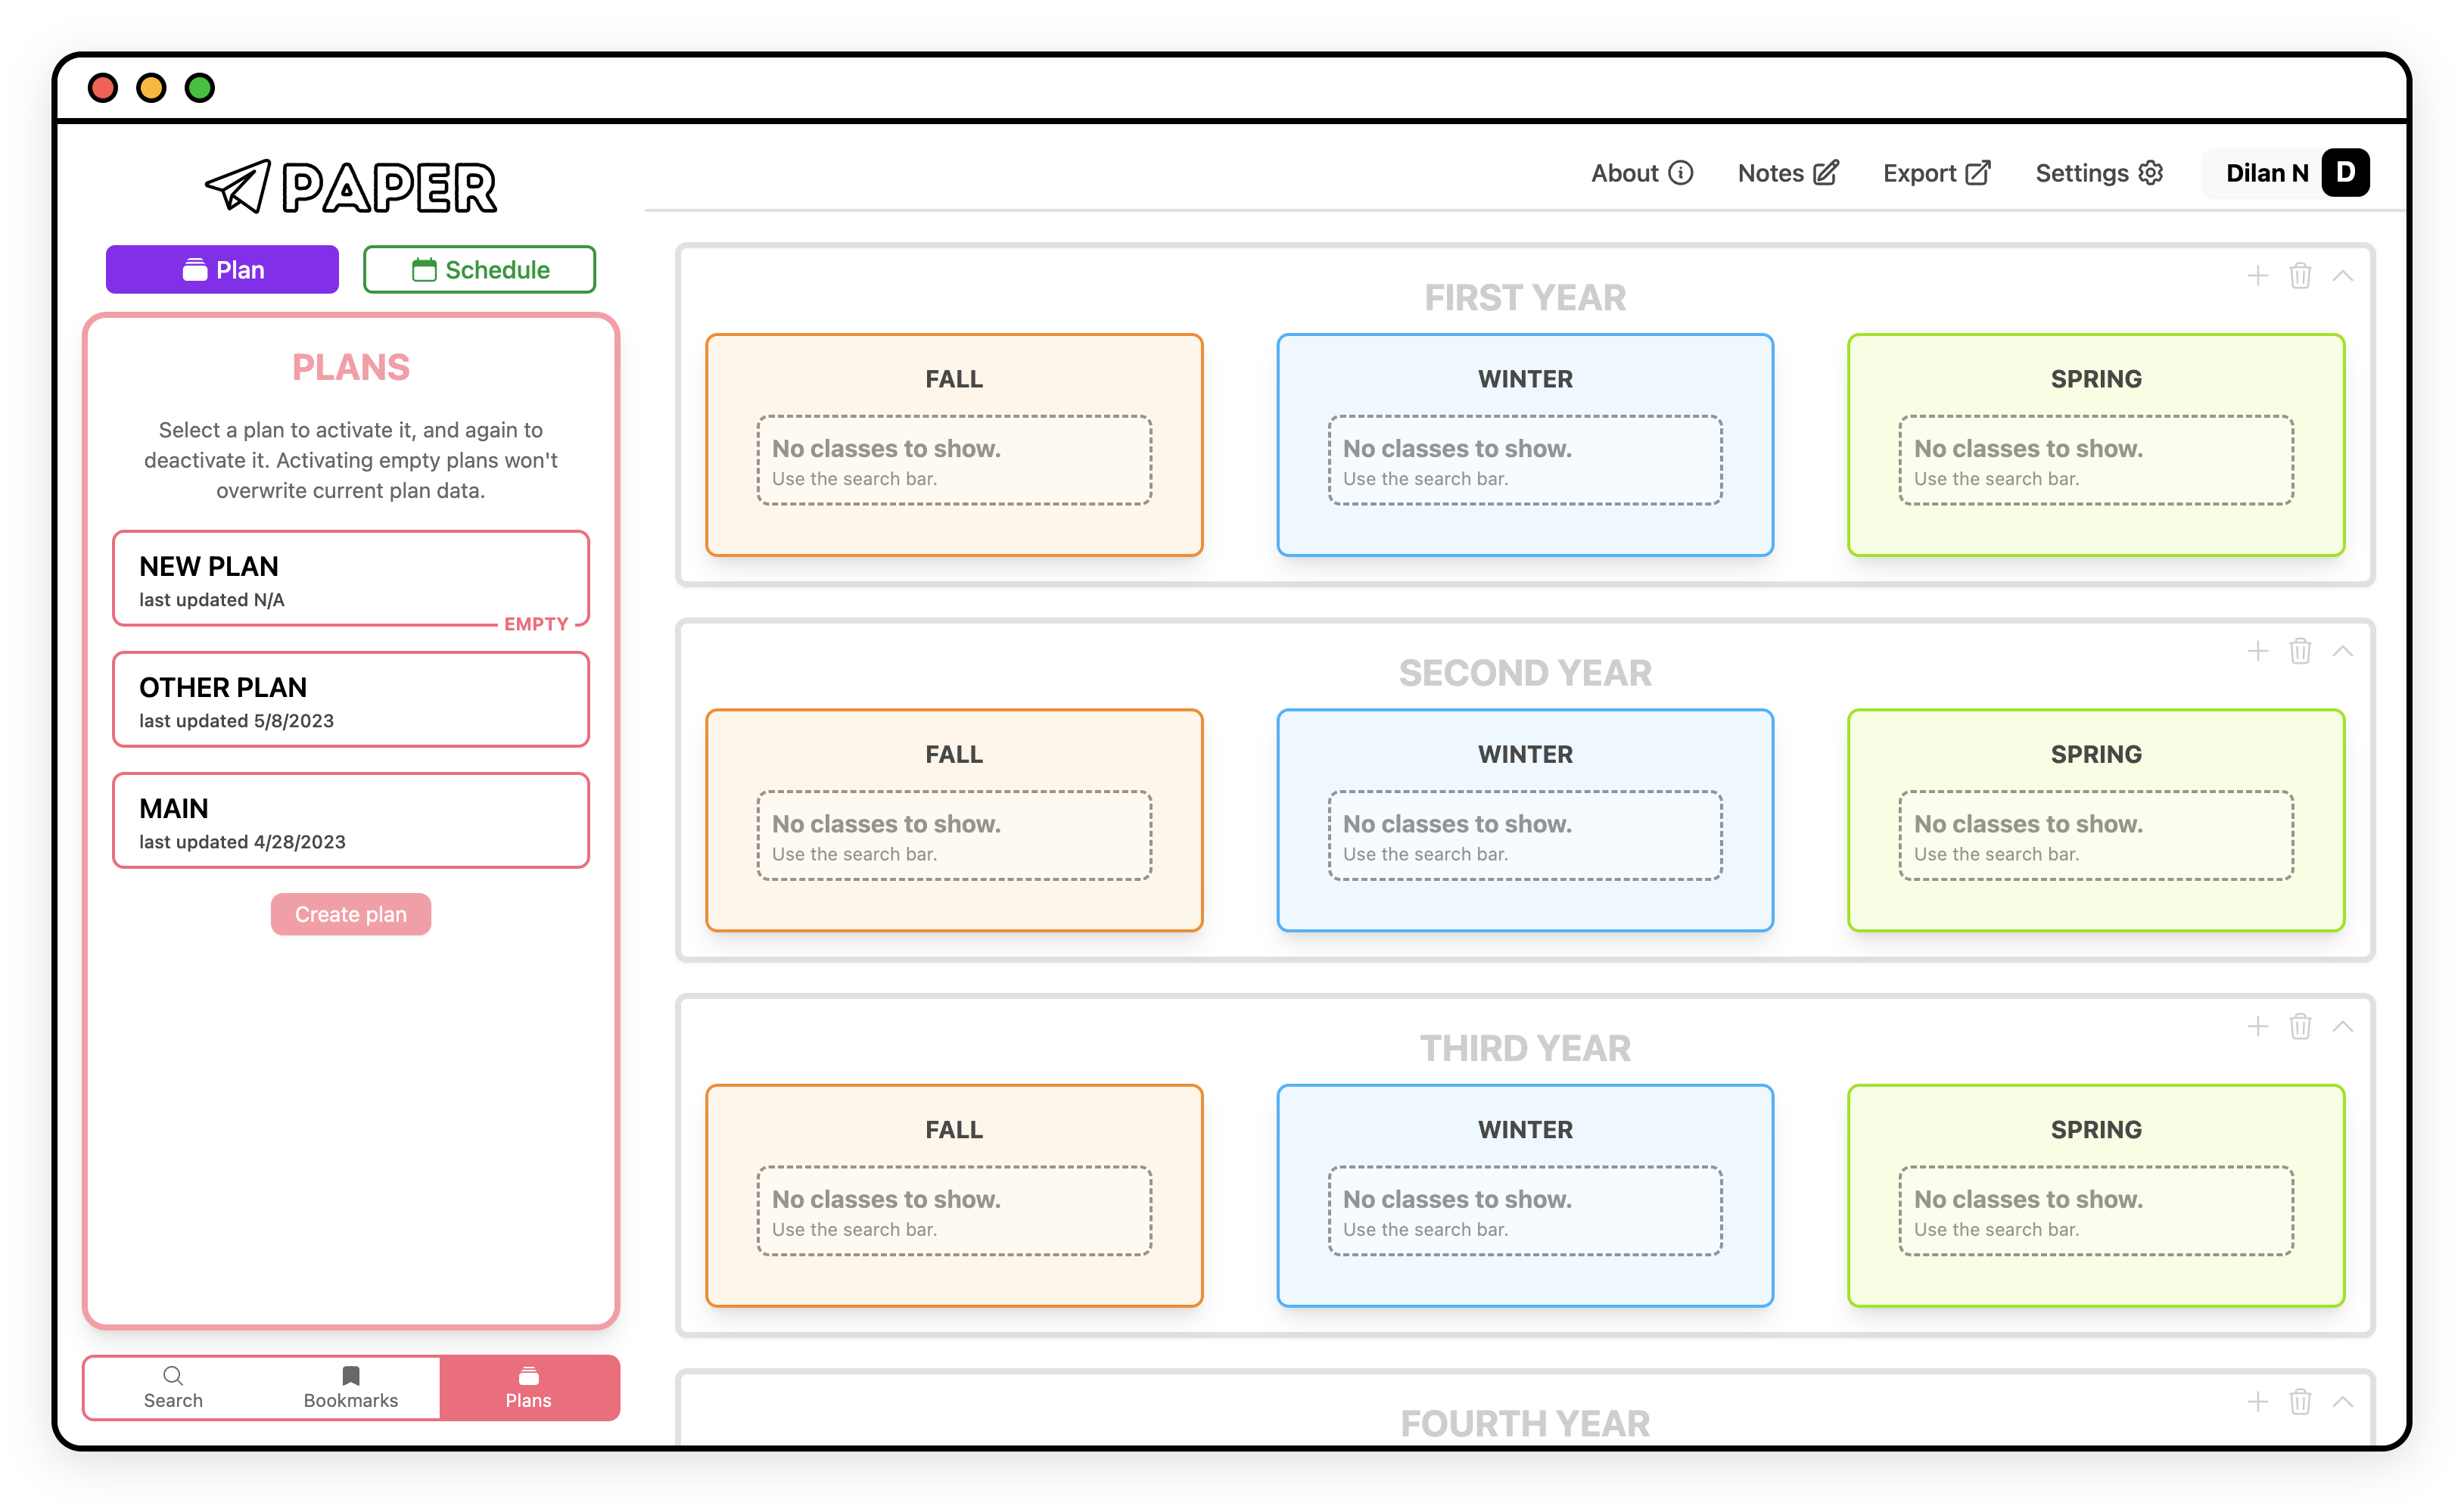 PAPER
About
Notes
Export
Settings
Dilan N
D
Plan
Schedule
PLANS
Select a plan to activate it, and again to
deactivate it. Activating empty plans won't
overwrite current plan data.
NEW PLAN
last updated N/A
EMPTY
OTHER PLAN
last updated 5/8/2023
MAIN
last updated 4/28/2023
Create plan
Search
Bookmarks
Plans
FIRST YEAR
FALL
No classes to show.
Use the search bar.
WINTER
No classes to show.
Use the search bar.
SPRING
No classes to show.
Use the search bar.
SECOND YEAR
FALL
No classes to show.
Use the search bar.
WINTER
No classes to show.
Use the search bar.
SPRING
No classes to show.
Use the search bar.
THIRD YEAR
FALL
No classes to show.
Use the search bar.
WINTER
No classes to show.
Use the search bar.
SPRING
No classes to show.
Use the search bar.
FOURTH YEAR